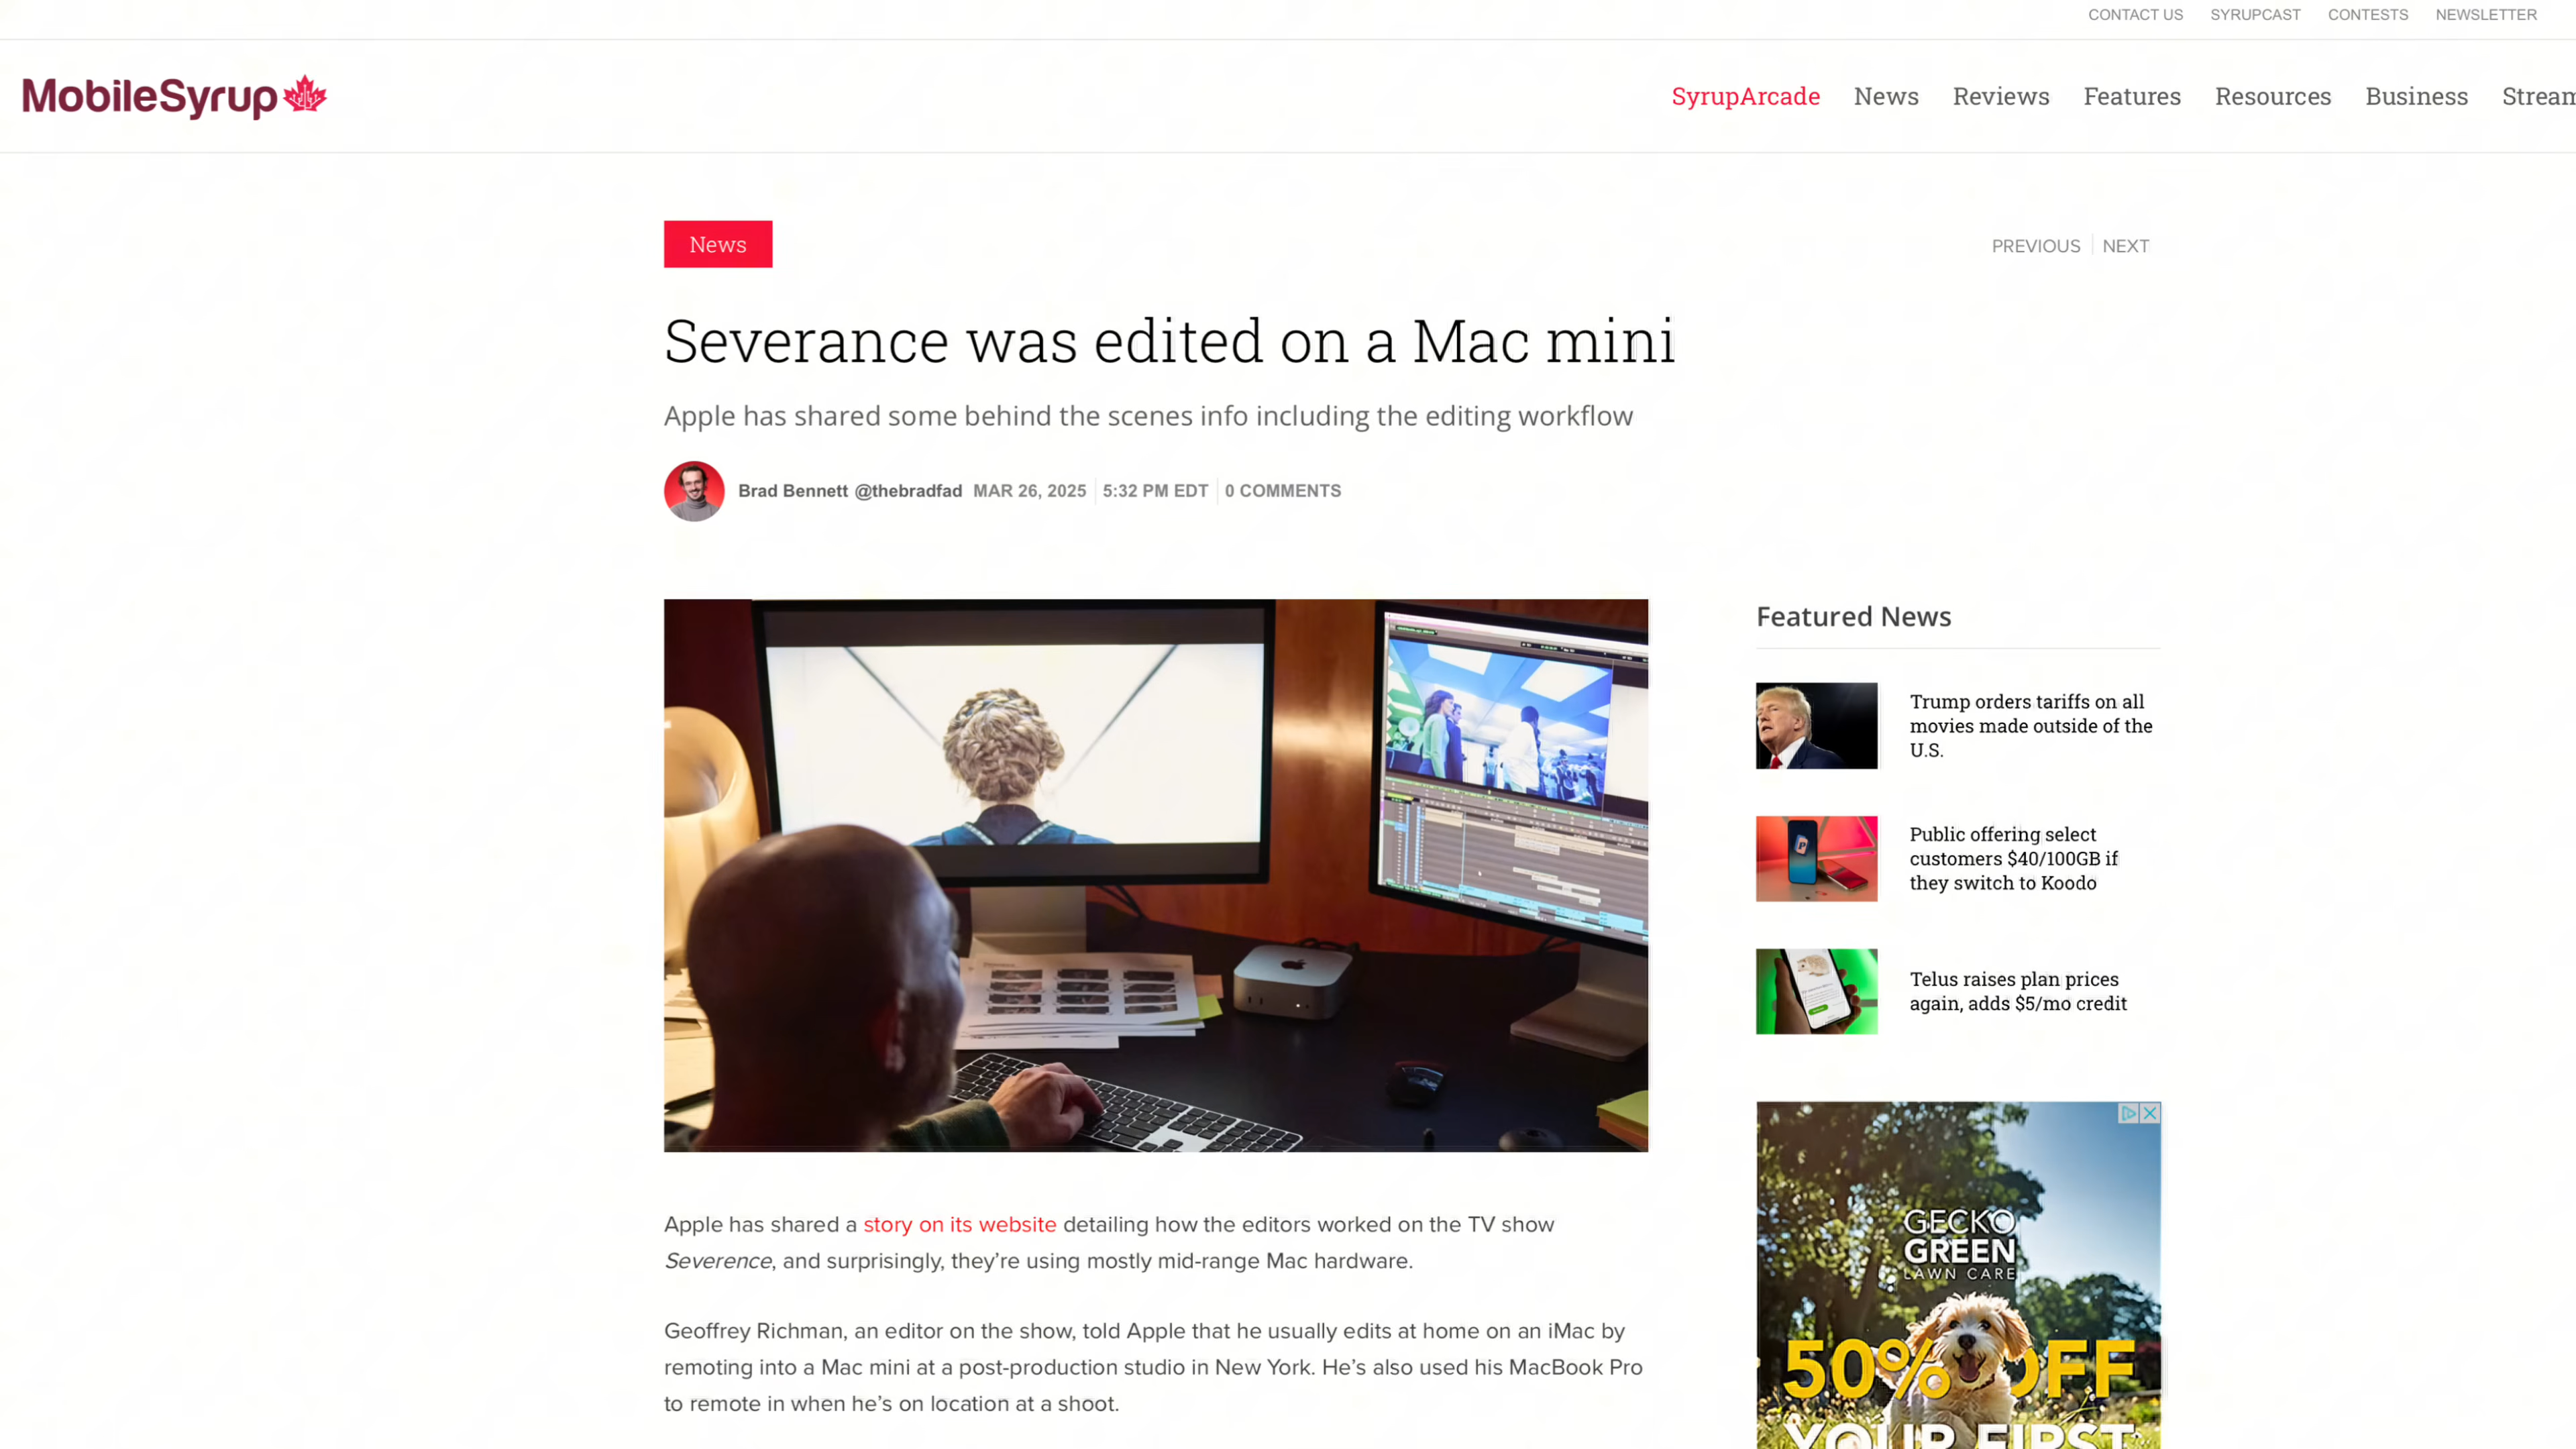 CONTACT US SYRUPCAST CONTESTS NEWSLETTER
MobileSyrup
SyrupArcade News Reviews Features Resources Business Stream
News
PREVIOUS NEXT
Severance was edited on a Mac mini
Apple has shared some behind the scenes info including the editing workflow
Brad Bennett @thebradfad MAR 26, 2025 5:32 PM EDT 0 COMMENTS
Featured News
Trump orders tariffs on all
movies made outside of the
U.S.
Public offering select
customers $40/100GB if
they switch to Koodo
Telus raises plan prices
again, adds $5/mo credit
Apple has shared a story on its website detailing how the editors worked on the TV show
Severence, and surprisingly, they're using mostly mid-range Mac hardware.
Geoffrey Richman, an editor on the show, told Apple that he usually edits at home on an iMac by
remoting into a Mac mini at a post-production studio in New York. He's also used his MacBook Pro
to remote in when he's on location at a shoot.
GECKO
GREEN
LAWN CARE
50% OFF
YOUR FIRST